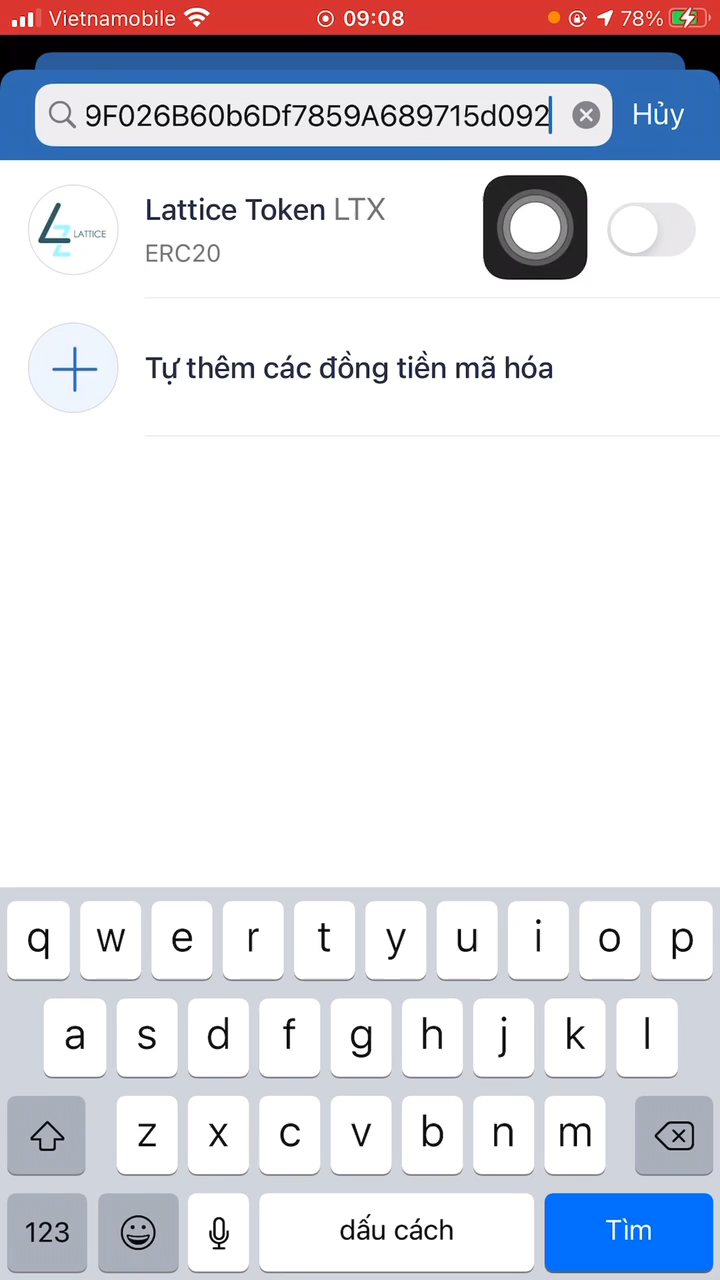 Vietnamobile 09:08 78%
9F026B60b6Df7859A689715d092 Hủy
Lattice Token LTX
LATTICE
ERC20
Tự thêm các đồng tiền mã hóa
q w e r t y u i o p
a s d f g h j k l
z x c v b n m
123 dấu cách Tìm